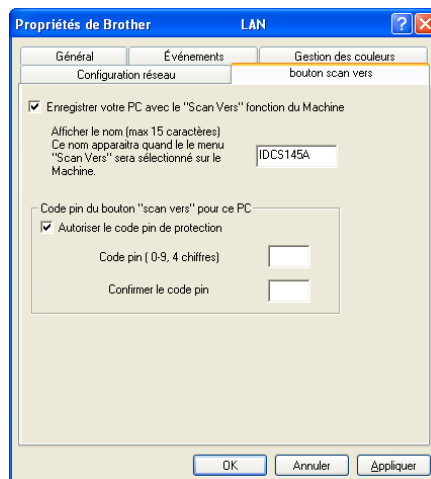 Propriétés de Brother LAN
Général Événements Gestion des couleurs
Configuration réseau bouton scan vers
Enregistrer votre PC avec le "Scan Vers" fonction du Machine
Afficher le nom (max 15 caractères)
Ce nom apparaitra quand le le menu
"Scan Vers" sera sélectionné sur le
Machine.
IDCS145A
Code pin du bouton "scan vers" pour ce PC
Autoriser le code pin de protection
Code pin ( 0-9, 4 chiffres)
Confirmer le code pin
OK Annuler Appliquer